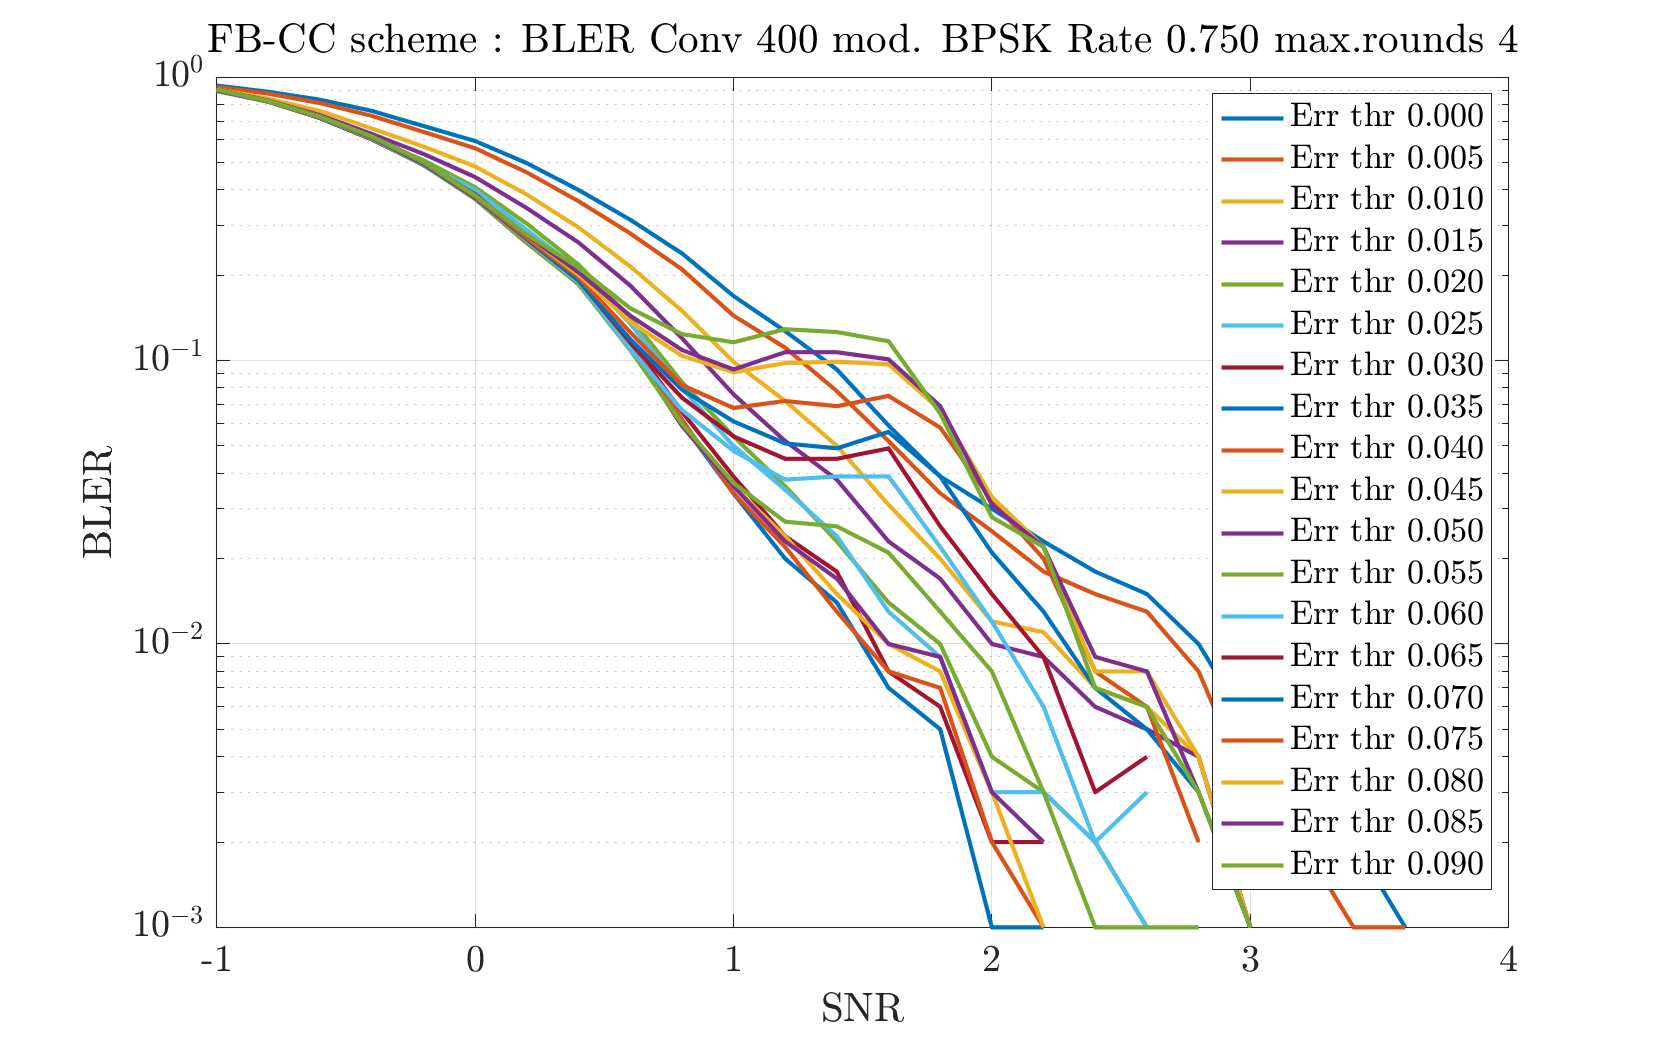 FB-CC scheme : BLER Conv 400 mod. BPSK Rate 0.750 max.rounds 4
10^0
10^-1
10^-2
10^-3
BLER
-1 0 1 2 3 4
SNR
Err thr 0.000
Err thr 0.005
Err thr 0.010
Err thr 0.015
Err thr 0.020
Err thr 0.025
Err thr 0.030
Err thr 0.035
Err thr 0.040
Err thr 0.045
Err thr 0.050
Err thr 0.055
Err thr 0.060
Err thr 0.065
Err thr 0.070
Err thr 0.075
Err thr 0.080
Err thr 0.085
Err thr 0.090